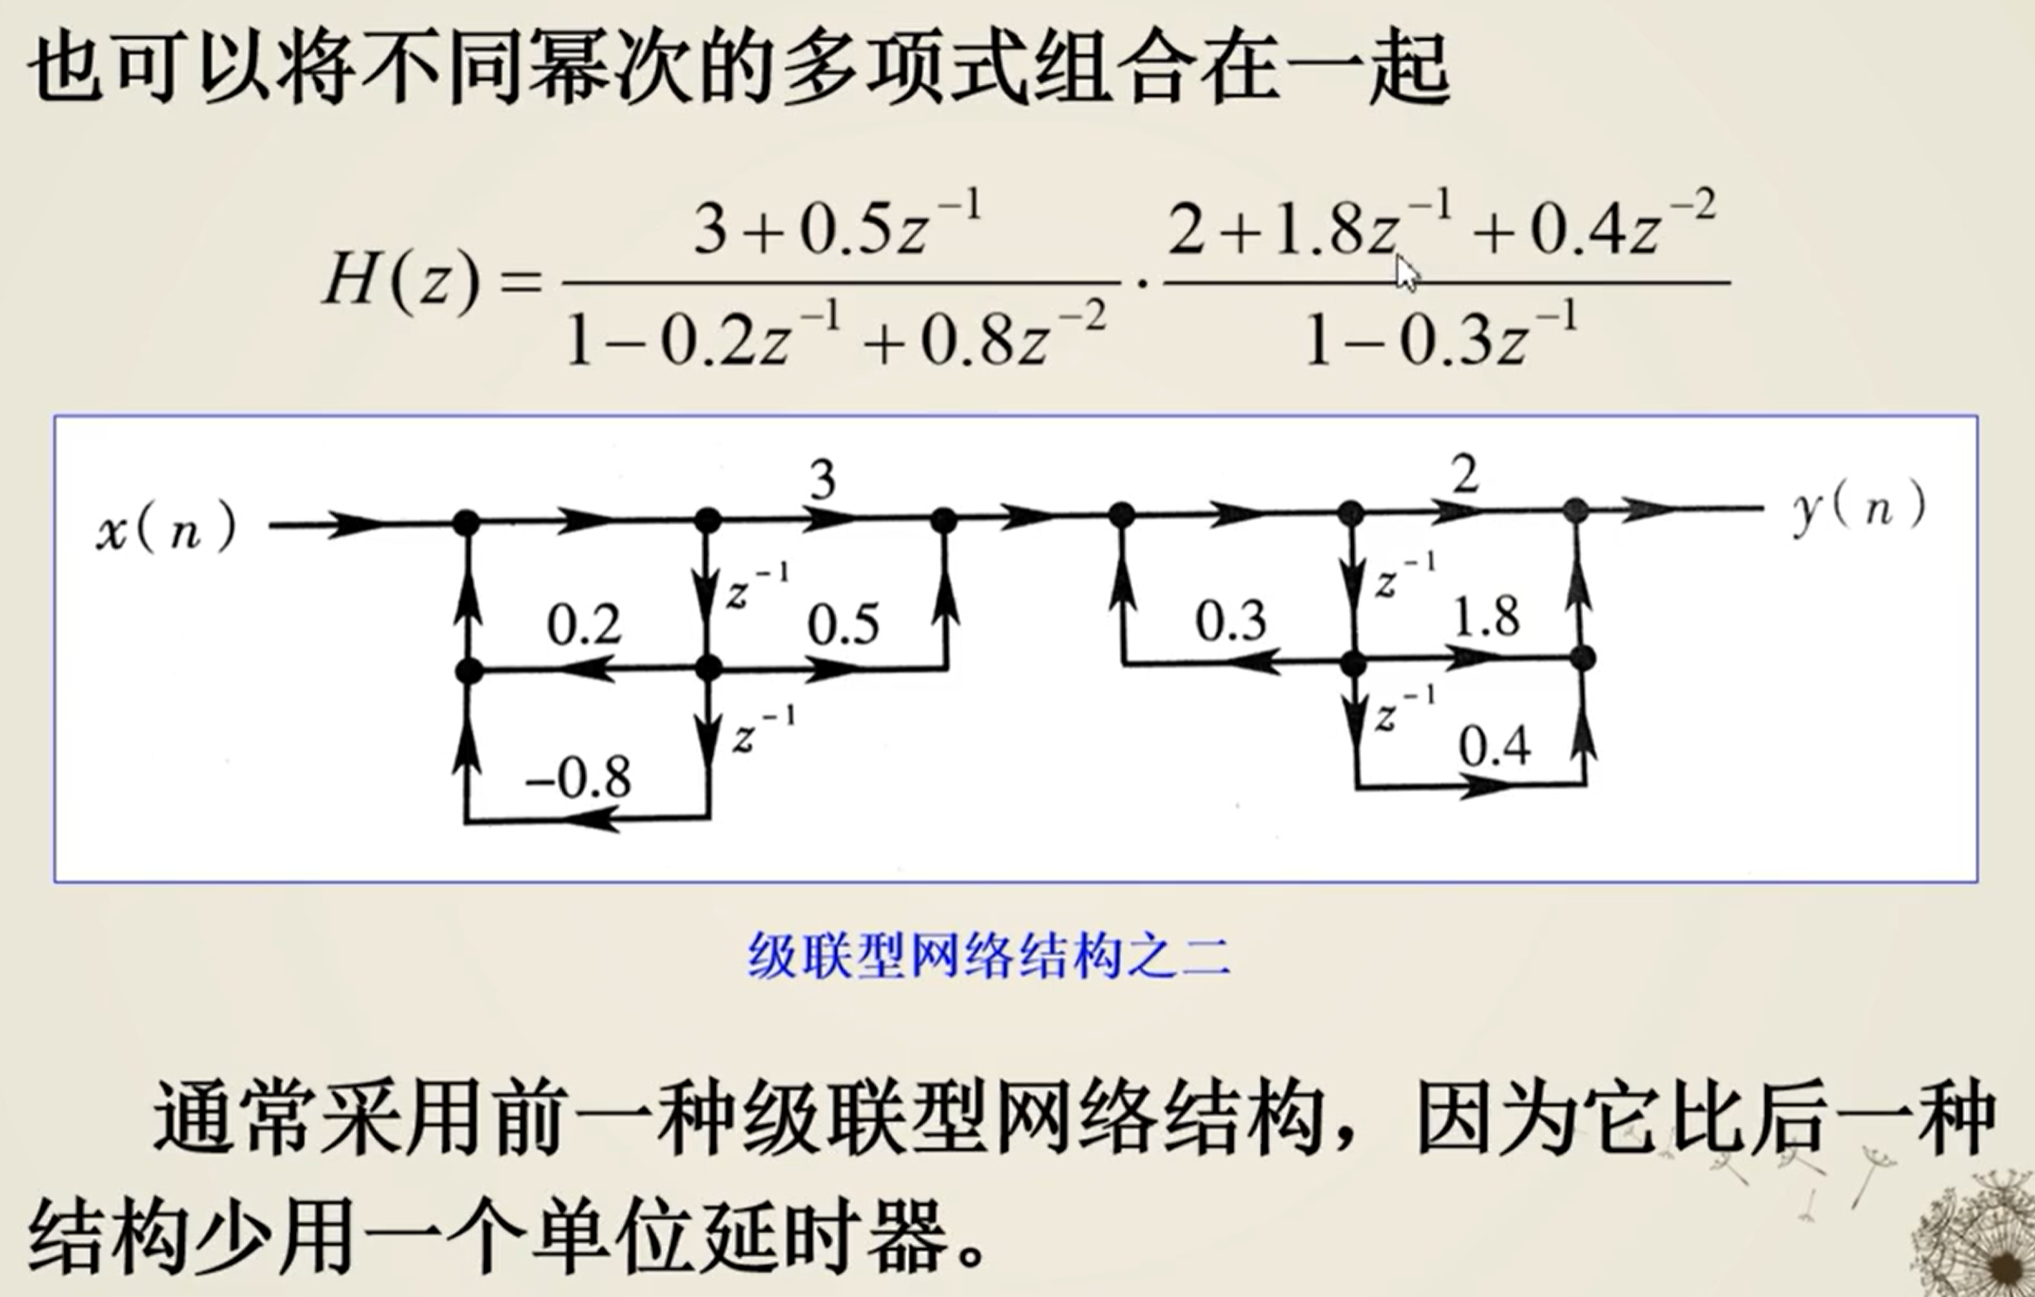 也可以将不同幂次的多项式组合在一起
H(z) = \frac{3+0.5z^{-1}}{1-0.2z^{-1}+0.8z^{-2}} \cdot \frac{2+1.8z^{-1}+0.4z^{-2}}{1-0.3z^{-1}}
x(n) 3 2 y(n)
z^{-1} z^{-1}
0.2 0.5 0.3 1.8
z^{-1} z^{-1}
-0.8 0.4
级联型网络结构之二
通常采用前一种级联型网络结构，因为它比后一种
结构少用一个单位延时器。